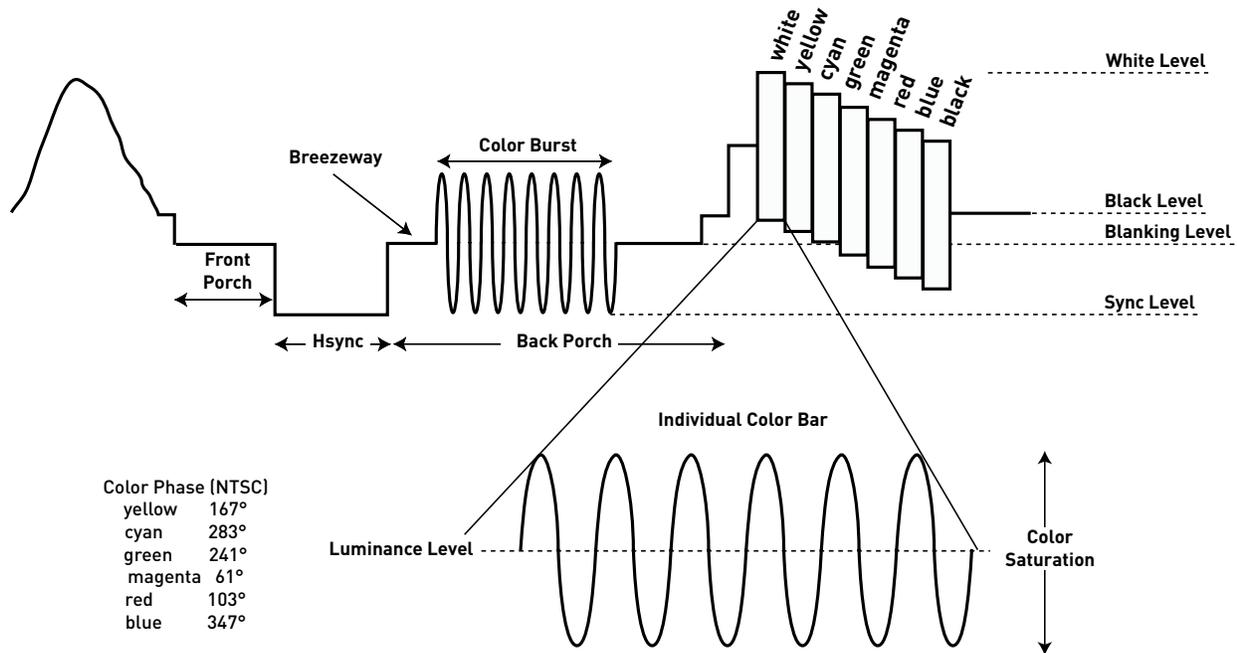 white
yellow
cyan
green
magenta
red
blue
black
White Level
Color Burst
Breezeway
Black Level
Blanking Level
Front
Porch
Sync Level
Hsync
Back Porch
Individual Color Bar
Color Phase (NTSC)
yellow 167°
cyan 283°
green 241°
magenta 61°
red 103°
blue 347°
Luminance Level
Color
Saturation